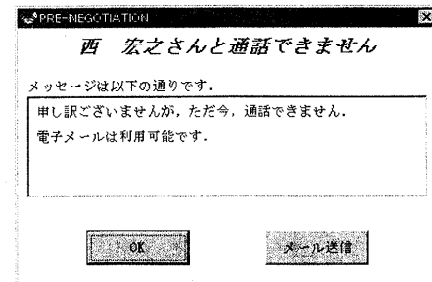 PRE-NEGOTIATION
西 宏之さんと通話できません
メッセージは以下の通りです.
申し訳ございませんが，ただ今，通話できません．
電子メールは利用可能です．
OK
メール送信